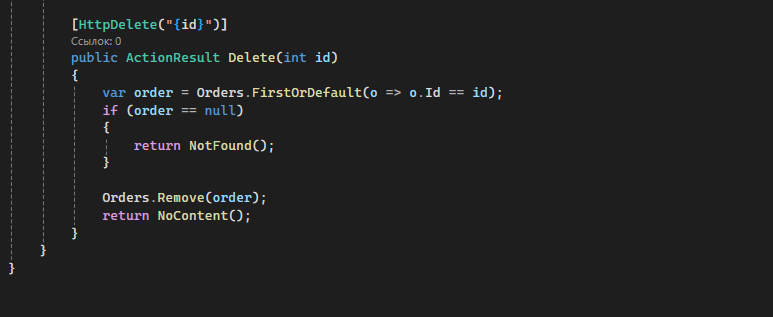 [HttpDelete("{id}")]
Ссылок: 0
public ActionResult Delete(int id)
{
var order = Orders.FirstOrDefault(o => o.Id == id);
if (order == null)
{
return NotFound();
}
Orders.Remove(order);
return NoContent();
}
}
}